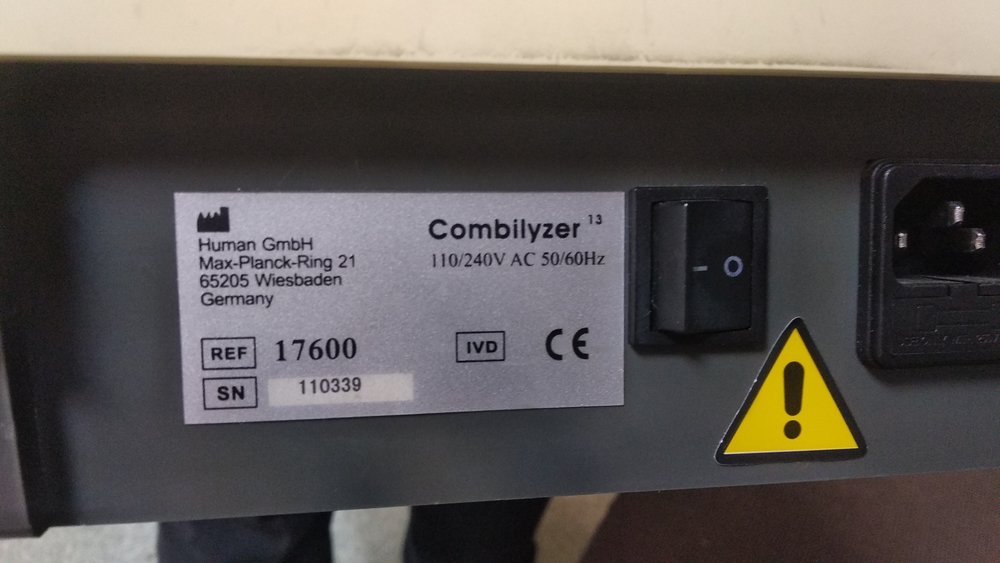 Human GmbH
Max-Planck-Ring 21
65205 Wiesbaden
Germany
Combilyzer 13
110/240V AC 50/60Hz
REF 17600
IVD CE
SN 110339
– O
!